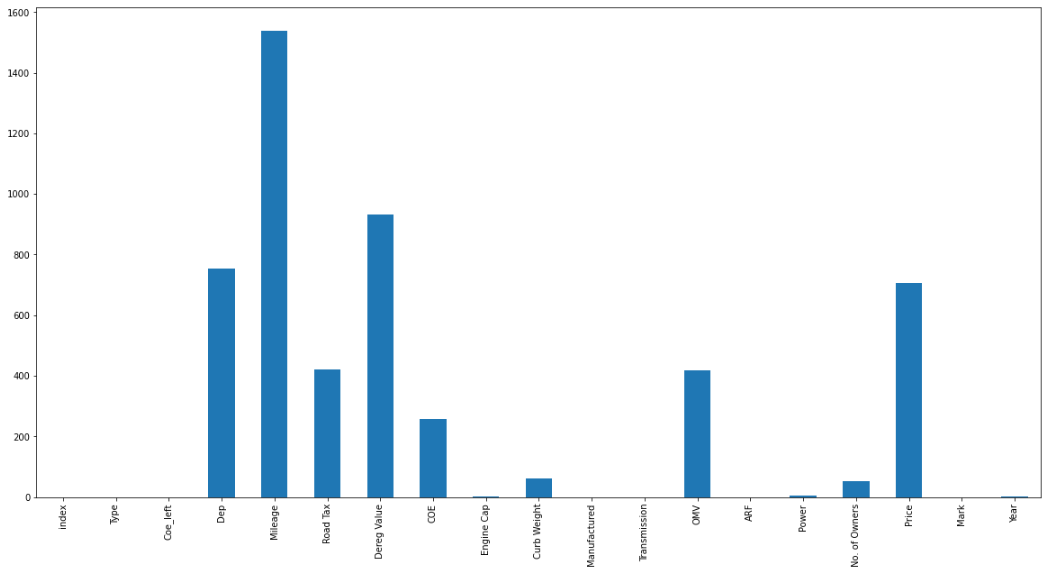 1600
1400
1200
1000
800
600
400
200
0
index
Type
Coe_left
Dep
Mileage
Road Tax
Dereg Value
COE
Engine Cap
Curb Weight
Manufactured
Transmission
OMV
ARF
Power
No. of Owners
Price
Mark
Year